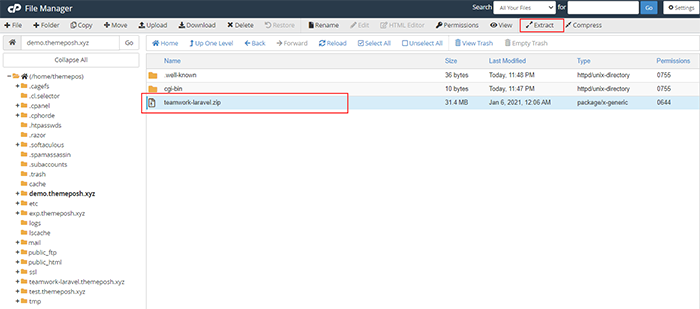 cP File Manager Search All Your Files for Go Settings
File Folder Copy Move Upload Download Delete Restore Rename Edit HTML Editor Permissions View Extract Compress
demo.themeposh.xyz Go
Home Up One Level Back Forward Reload Select All Unselect All View Trash Empty Trash
Collapse All
Name Size Last Modified Type Permissions
.well-known 36 bytes Today, 11:48 PM httpd/unix-directory 0755
cgi-bin 10 bytes Today, 11:47 PM httpd/unix-directory 0755
teamwork-laravel.zip 31.4 MB Jan 6, 2021, 12:06 AM package/x-generic 0644
(/home/themepos)
.cagefs
.cl.selector
.cpanel
.cphorde
.htpasswds
.razor
.softaculous
.spamassassin
.subaccounts
.trash
cache
demo.themeposh.xyz
etc
exp.themeposh.xyz
logs
lscache
mail
public_ftp
public_html
ssl
teamwork-laravel.themeposh.xyz
test.themeposh.xyz
tmp